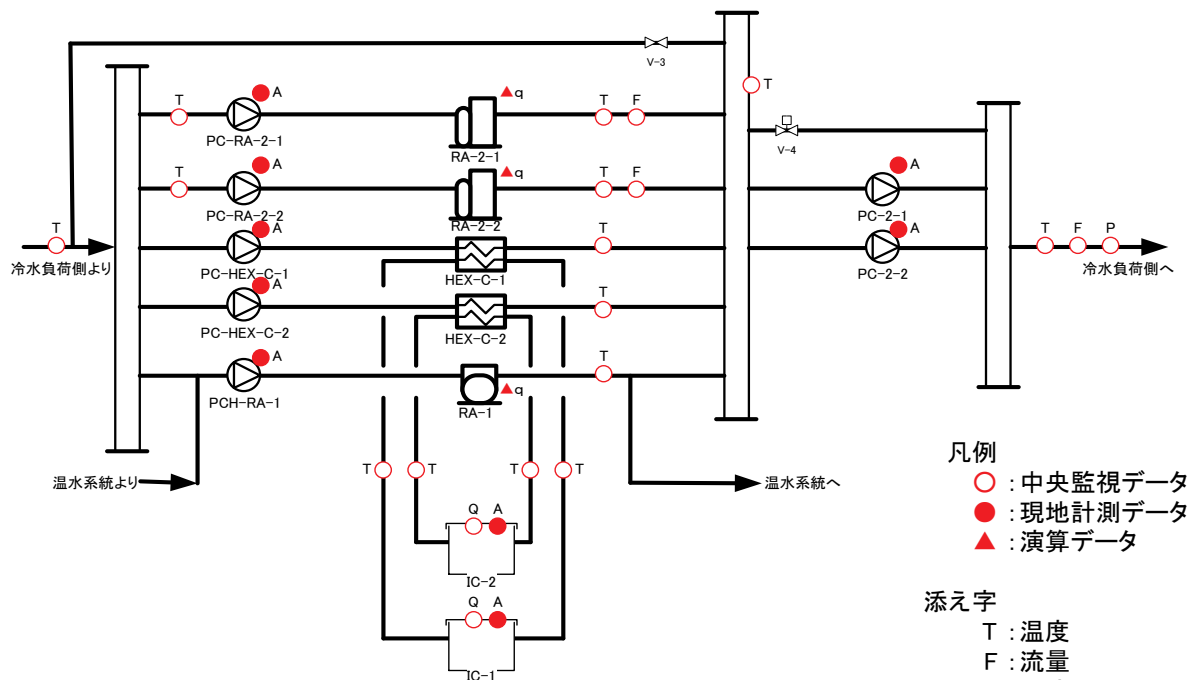 V-3
T
T A q T F
PC-RA-2-1
RA-2-1
V-4
T A q T F
PC-RA-2-2
RA-2-2
A
PC-2-1
T
冷水負荷側より
A
PC-HEX-C-1
HEX-C-1
T
A
PC-2-2
T F P
冷水負荷側へ
A
PC-HEX-C-2
HEX-C-2
T
A
PCH-RA-1
RA-1
q
T
温水系統より
T T T T
温水系統へ
Q A
IC-2
Q A
IC-1
凡例
:中央監視データ
:現地計測データ
:演算データ
添え字
T :温度
F :流量